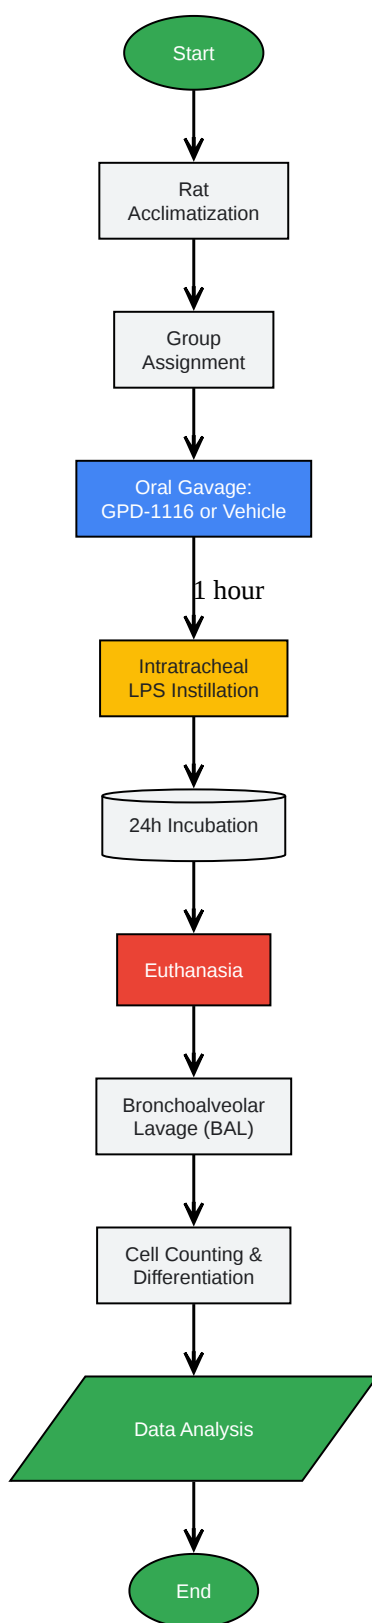 Start
Rat
Acclimatization
Group
Assignment
Oral Gavage:
GPD-1116 or Vehicle
1 hour
Intratracheal
LPS Instillation
24h Incubation
Euthanasia
Bronchoalveolar
Lavage (BAL)
Cell Counting &
Differentiation
Data Analysis
End